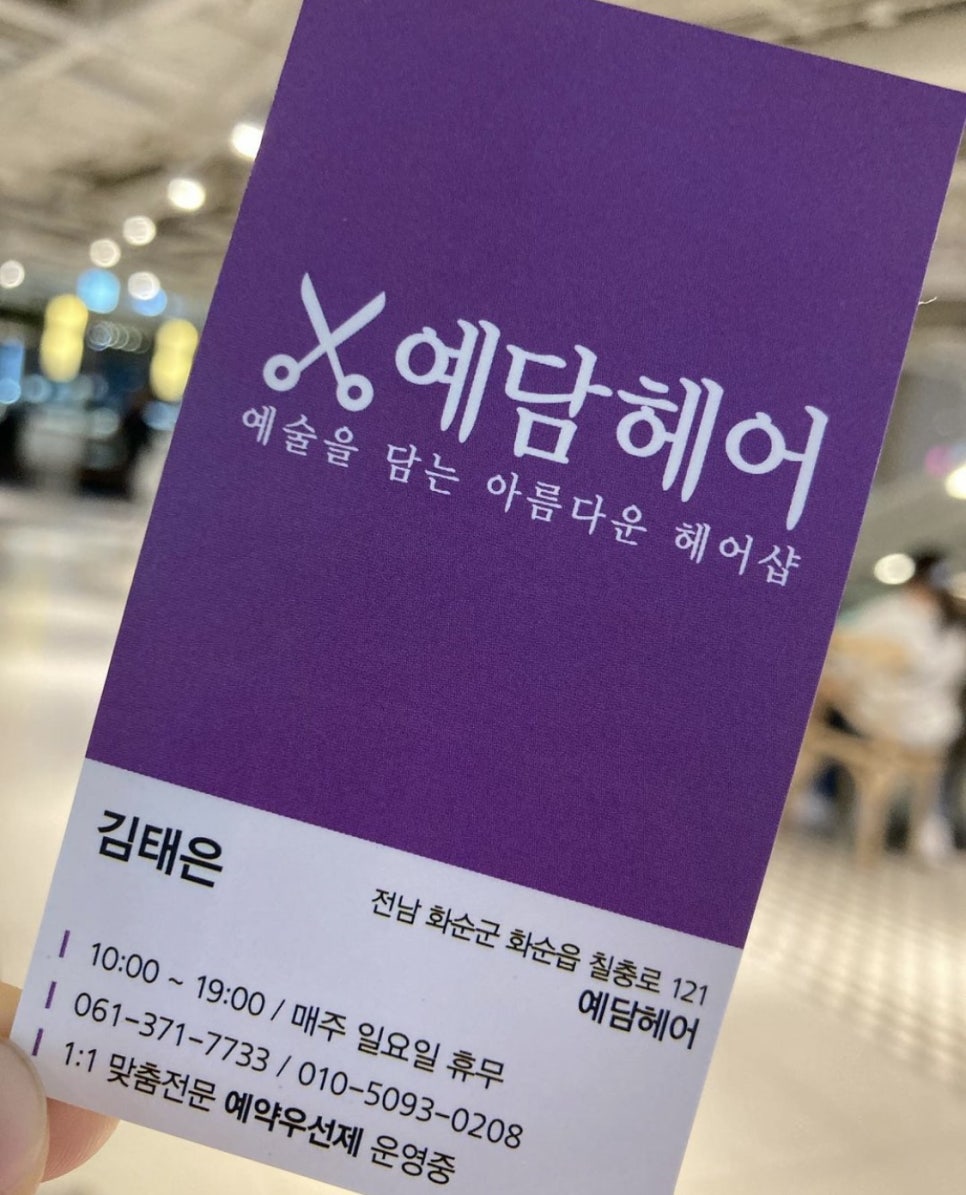 예담헤어
예술을 담는 아름다운 헤어샵
김태은
전남 화순군 화순읍 칠충로 121
예담헤어
10:00 ~ 19:00 / 매주 일요일 휴무
061-371-7733 / 010-5093-0208
1:1 맞춤전문 예약우선제 운영중